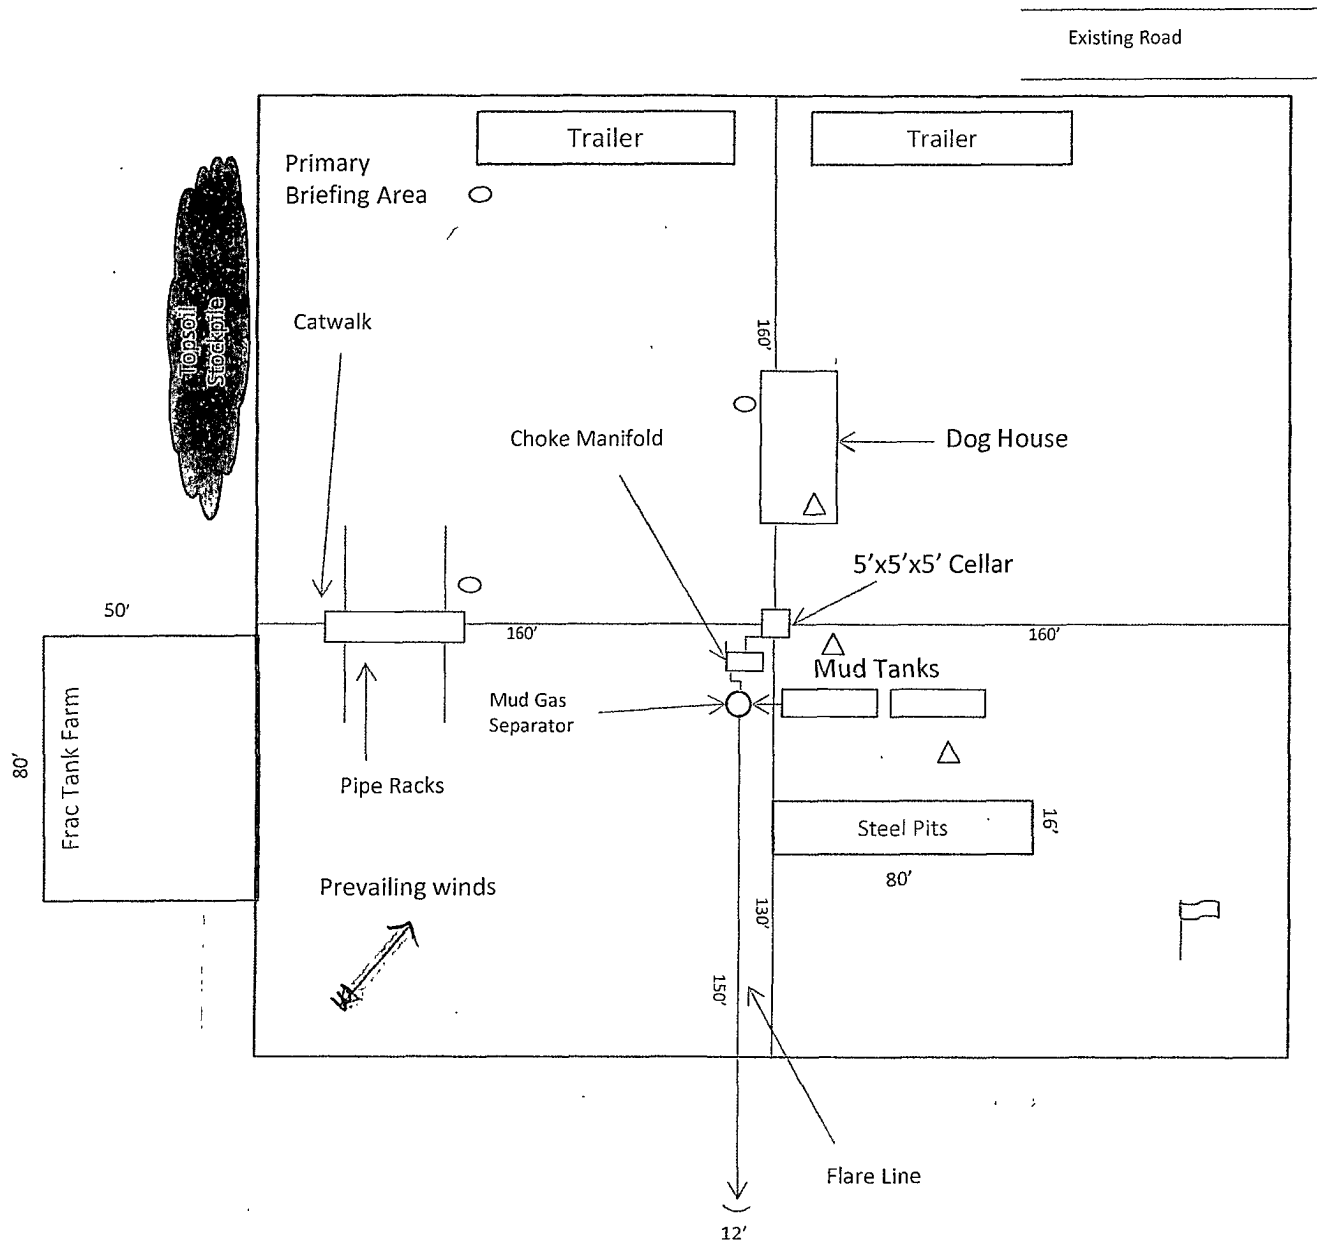 Existing Road
Trailer
Trailer
Primary
Briefing Area
Topsoil
Stockpile
Catwalk
160'
Choke Manifold
Dog House
5'x5'x5' Cellar
50'
160'
160'
Mud Tanks
Mud Gas
Separator
Frac Tank Farm
80'
Pipe Racks
Steel Pits
16'
80'
Prevailing winds
130'
150'
Flare Line
12'